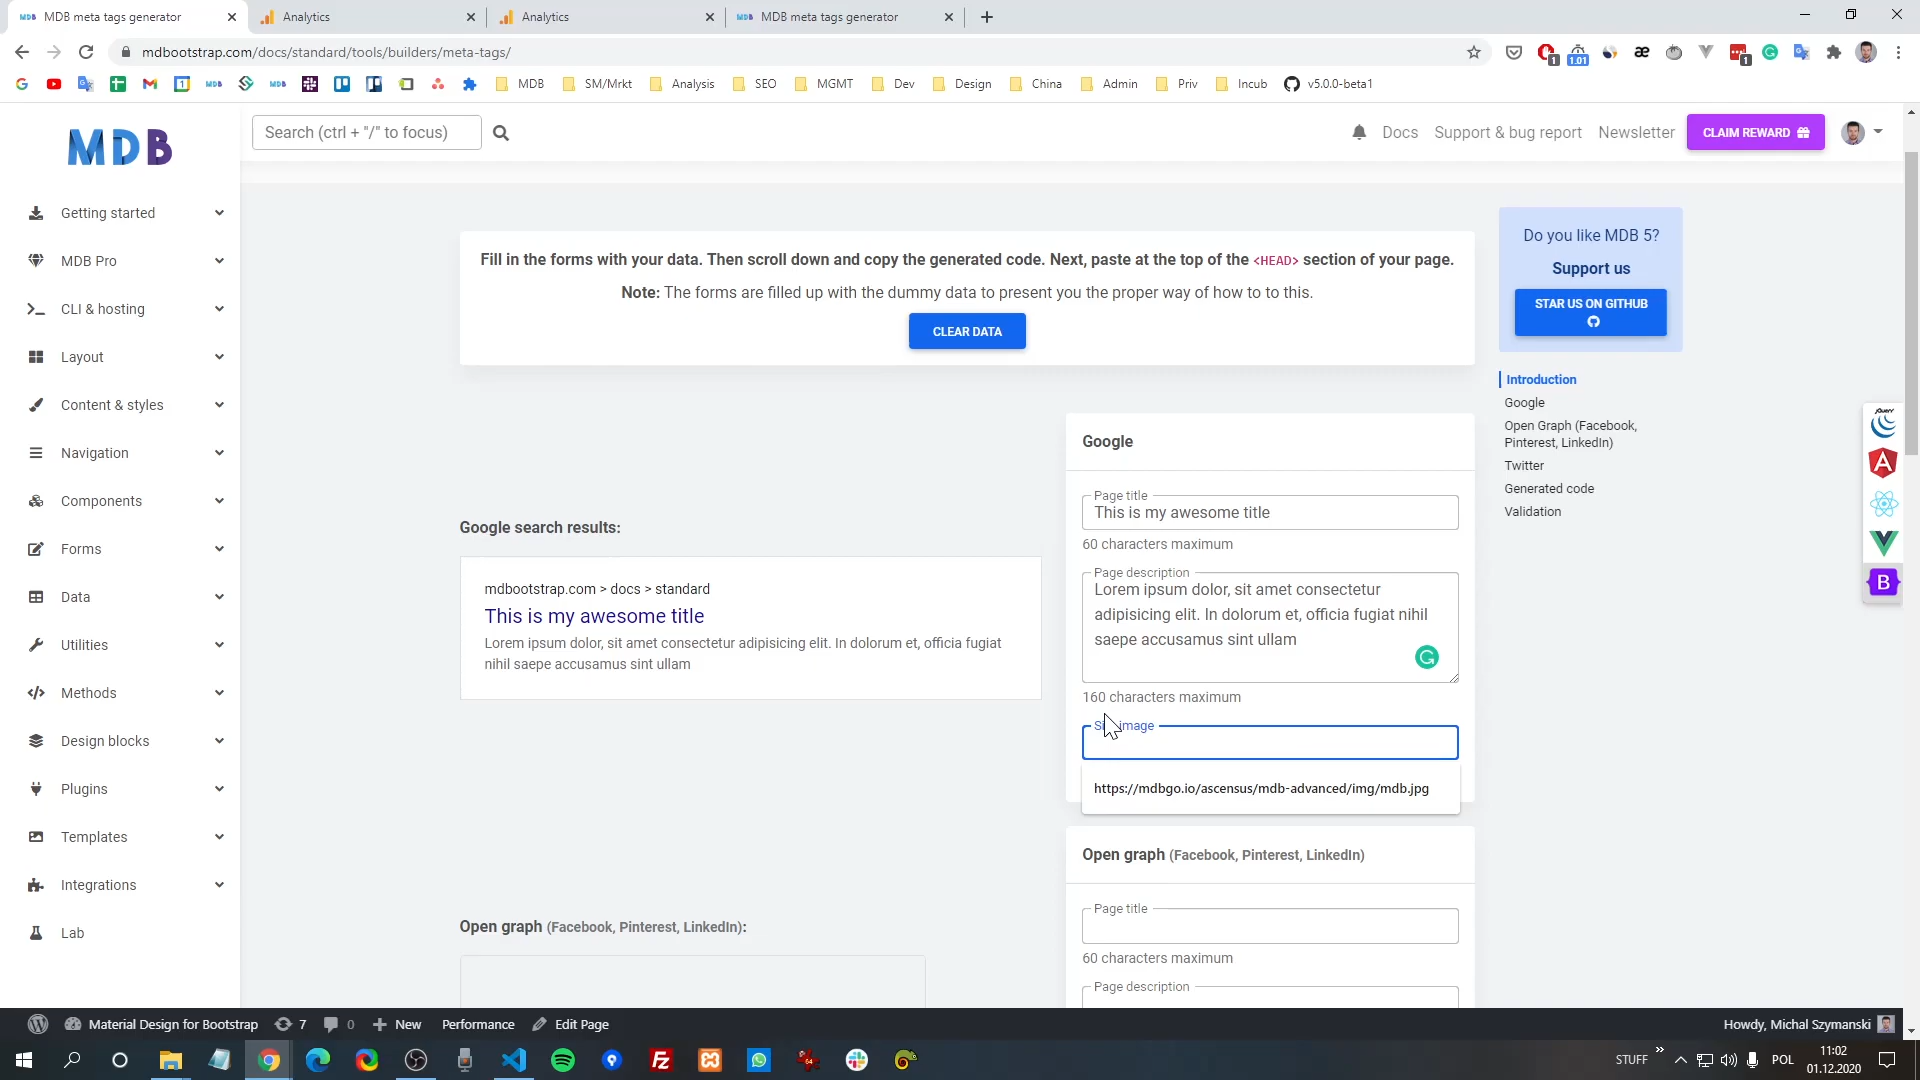 MDB meta tags generator
Analytics
Analytics
MDB meta tags generator
mdbootstrap.com/docs/standard/tools/builders/meta-tags/
MDB
SM/Mrkt
Analysis
SEO
MGMT
Dev
Design
China
Admin
Priv
Incub
v5.0.0-beta1
MDB
Search (ctrl + "/" to focus)
Docs
Support & bug report
Newsletter
CLAIM REWARD
Getting started
MDB Pro
CLI & hosting
Layout
Content & styles
Navigation
Components
Forms
Data
Utilities
Methods
Design blocks
Plugins
Templates
Integrations
Lab
Fill in the forms with your data. Then scroll down and copy the generated code. Next, paste at the top of the <HEAD> section of your page.
Note: The forms are filled up with the dummy data to present you the proper way of how to to this.
CLEAR DATA
Google search results:
mdbootstrap.com > docs > standard
This is my awesome title
Lorem ipsum dolor, sit amet consectetur adipisicing elit. In dolorum et, officia fugiat
nihil saepe accusamus sint ullam
Open graph (Facebook, Pinterest, LinkedIn):
Google
Page title
This is my awesome title
60 characters maximum
Page description
Lorem ipsum dolor, sit amet consectetur
adipisicing elit. In dolorum et, officia fugiat nihil
saepe accusamus sint ullam
160 characters maximum
image
https://mdbgo.io/ascensus/mdb-advanced/img/mdb.jpg
Open graph (Facebook, Pinterest, LinkedIn)
Page title
60 characters maximum
Page description
Do you like MDB 5?
Support us
STAR US ON GITHUB
Introduction
Google
Open Graph (Facebook,
Pinterest, LinkedIn)
Twitter
Generated code
Validation
Material Design for Bootstrap
7
0
New
Performance
Edit Page
Howdy, Michal Szymanski
STUFF
POL
11:02
01.12.2020